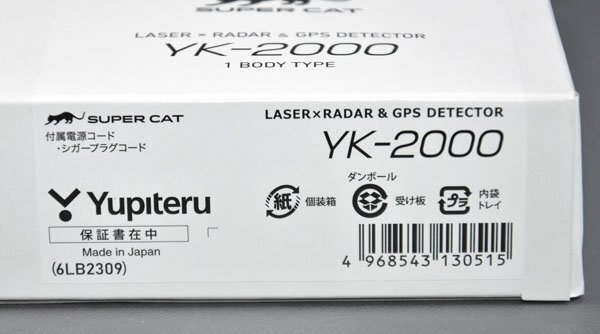 SUPER CAT
LASER × RADAR & GPS DETECTOR
YK-2000
1 BODY TYPE
SUPER CAT
付属電源コード
・シガープラグコード
LASER×RADAR & GPS DETECTOR
YK-2000
Yupiteru
保証書在中
Made in Japan
(6LB2309)
紙 個装箱
ダンボール
受け板
プラ
内袋
トレイ
4 968543 130515